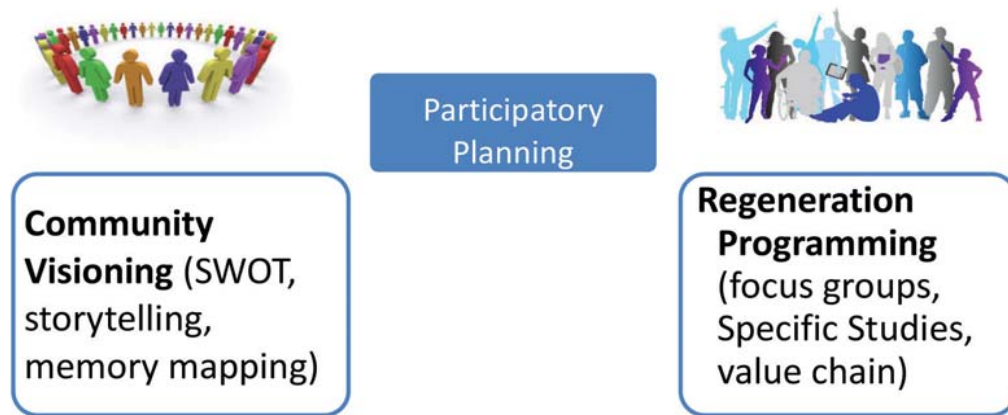 Participatory
Planning
Community
Visioning (SWOT,
storytelling,
memory mapping)
Regeneration
Programming
(focus groups,
Specific Studies,
value chain)